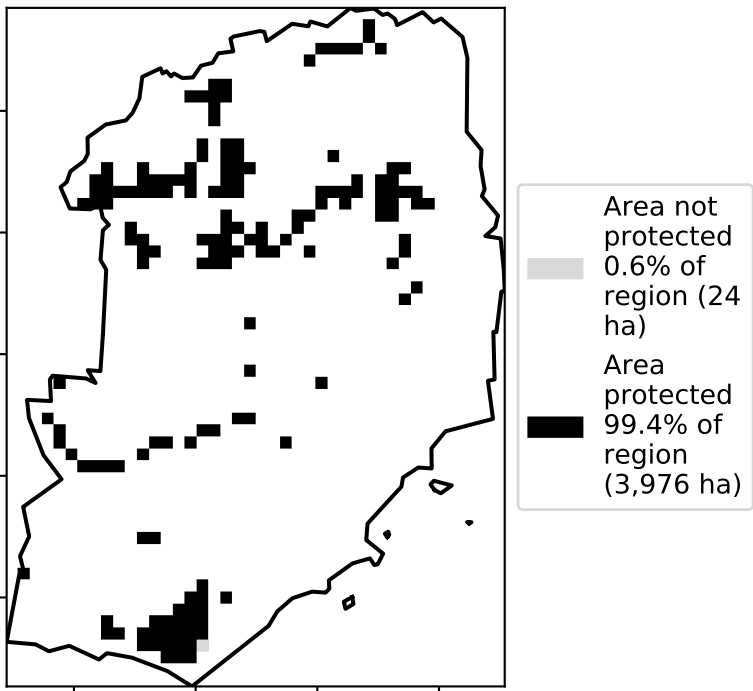 Area not
protected
0.6% of
region (24
ha)
Area
protected
99.4% of
region
(3,976 ha)